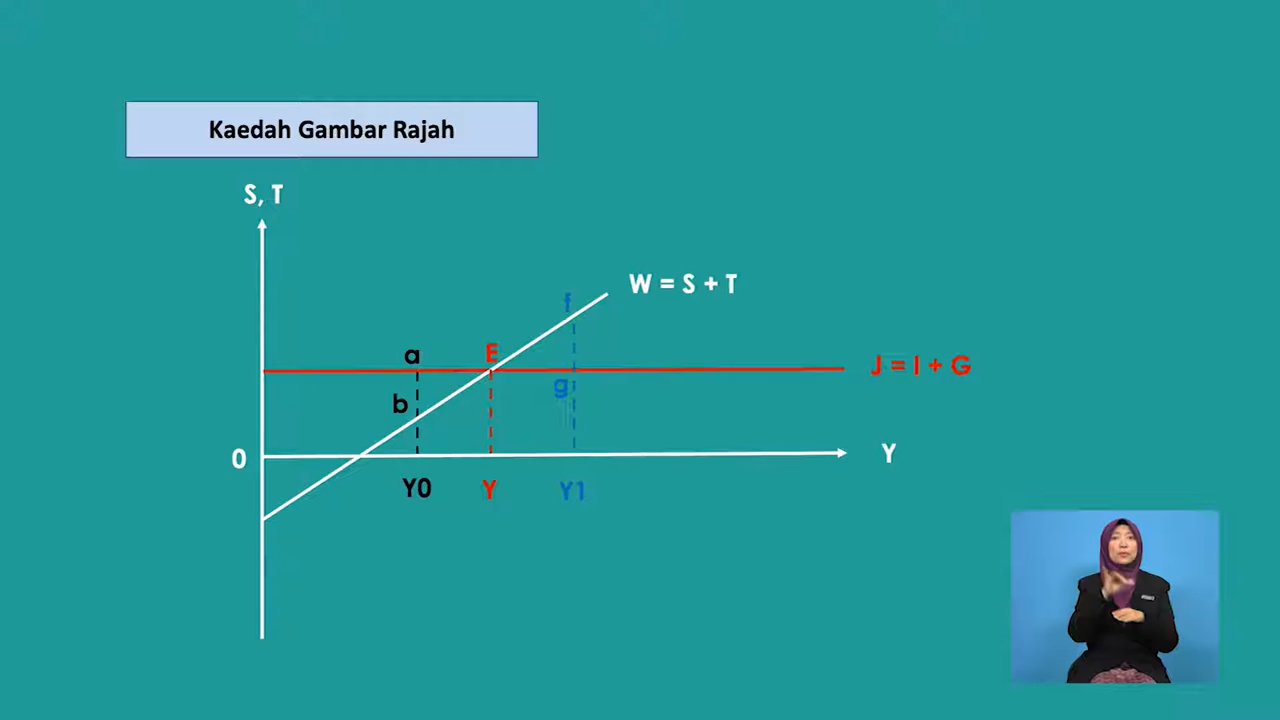 Kaedah Gambar Rajah
S, T
W = S + T
f
a
E
J = I + G
g
b
0
Y
Y0
Y
Y1